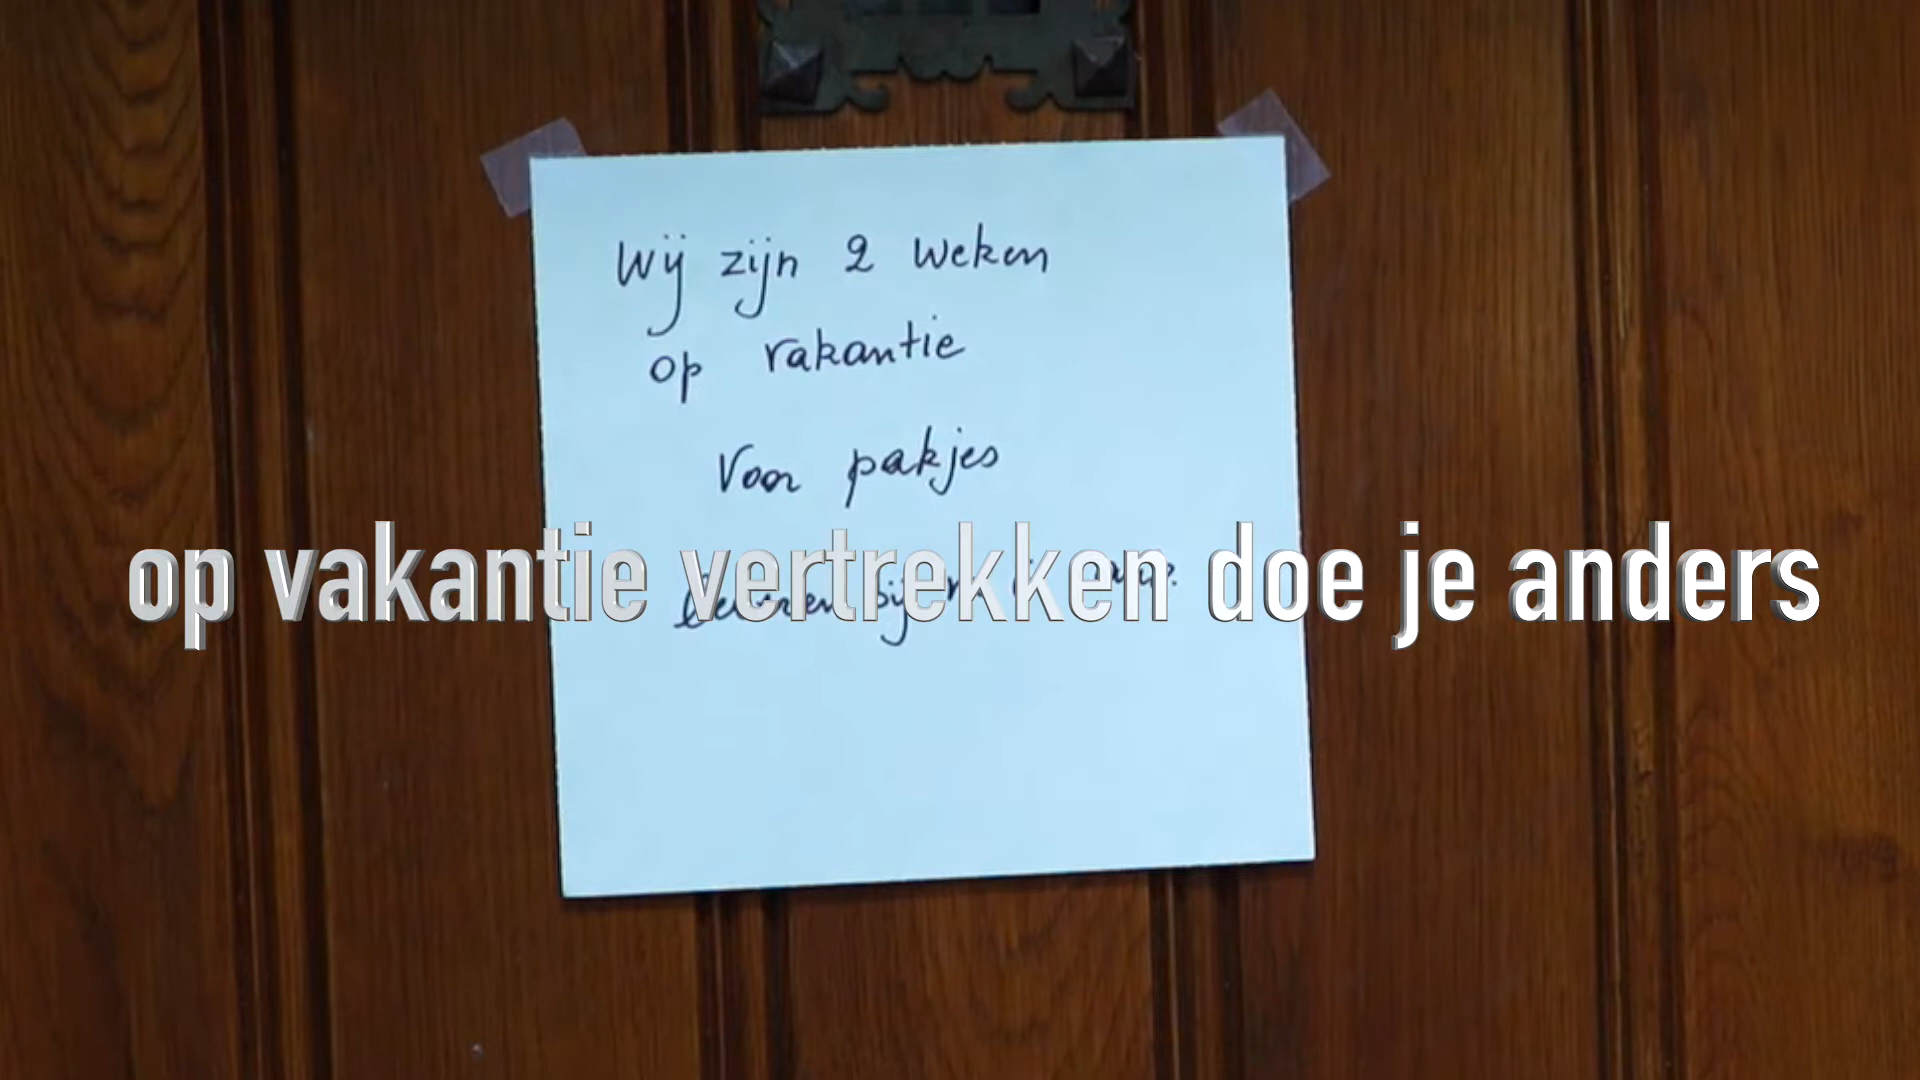 Wij zijn 2 weken
op vakantie
Voor pakjes
op vakantie vertrekken doe je anders